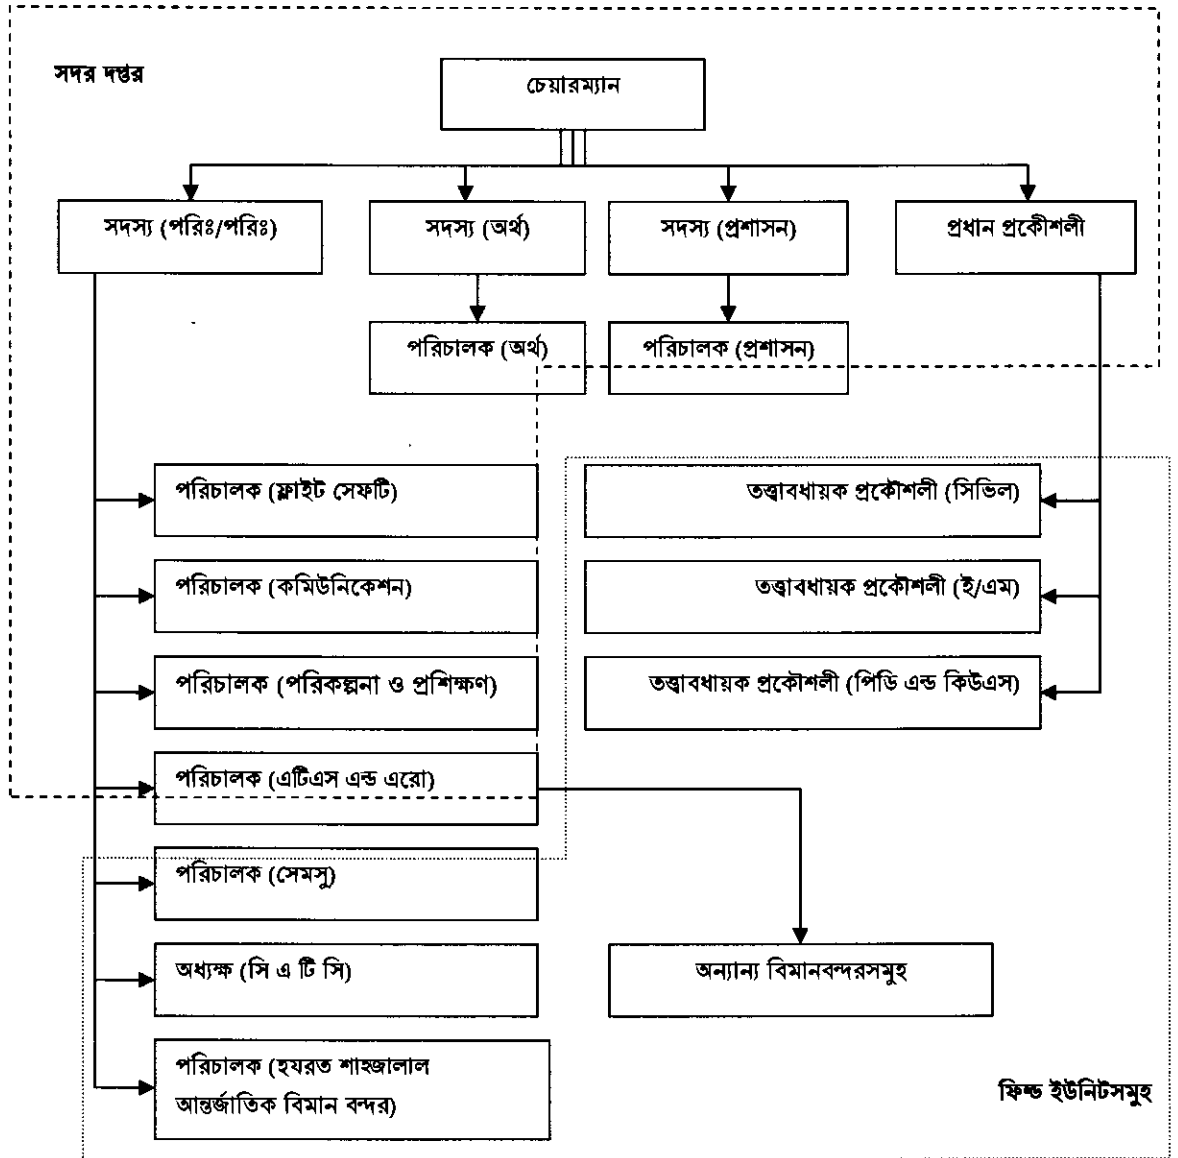 সদর দপ্তর
চেয়ারম্যান
সদস্য (পরিঃ/পরিঃ)
সদস্য (অর্থ)
সদস্য (প্রশাসন)
প্রধান প্রকৌশলী
পরিচালক (অর্থ)
পরিচালক (প্রশাসন)
পরিচালক (ফ্লাইট সেফটি)
তত্ত্বাবধায়ক প্রকৌশলী (সিভিল)
পরিচালক (কমিউনিকেশন)
তত্ত্বাবধায়ক প্রকৌশলী (ই/এম)
পরিচালক (পরিকল্পনা ও প্রশিক্ষণ)
তত্ত্বাবধায়ক প্রকৌশলী (পিডি এন্ড কিউএস)
পরিচালক (এটিএস এন্ড এরো)
পরিচালক (সেমসু)
অধ্যক্ষ (সি এ টি সি)
অন্যান্য বিমানবন্দরসমুহ
পরিচালক (হযরত শাহজালাল
আন্তর্জাতিক বিমান বন্দর)
ফিল্ড ইউনিটসমুহ